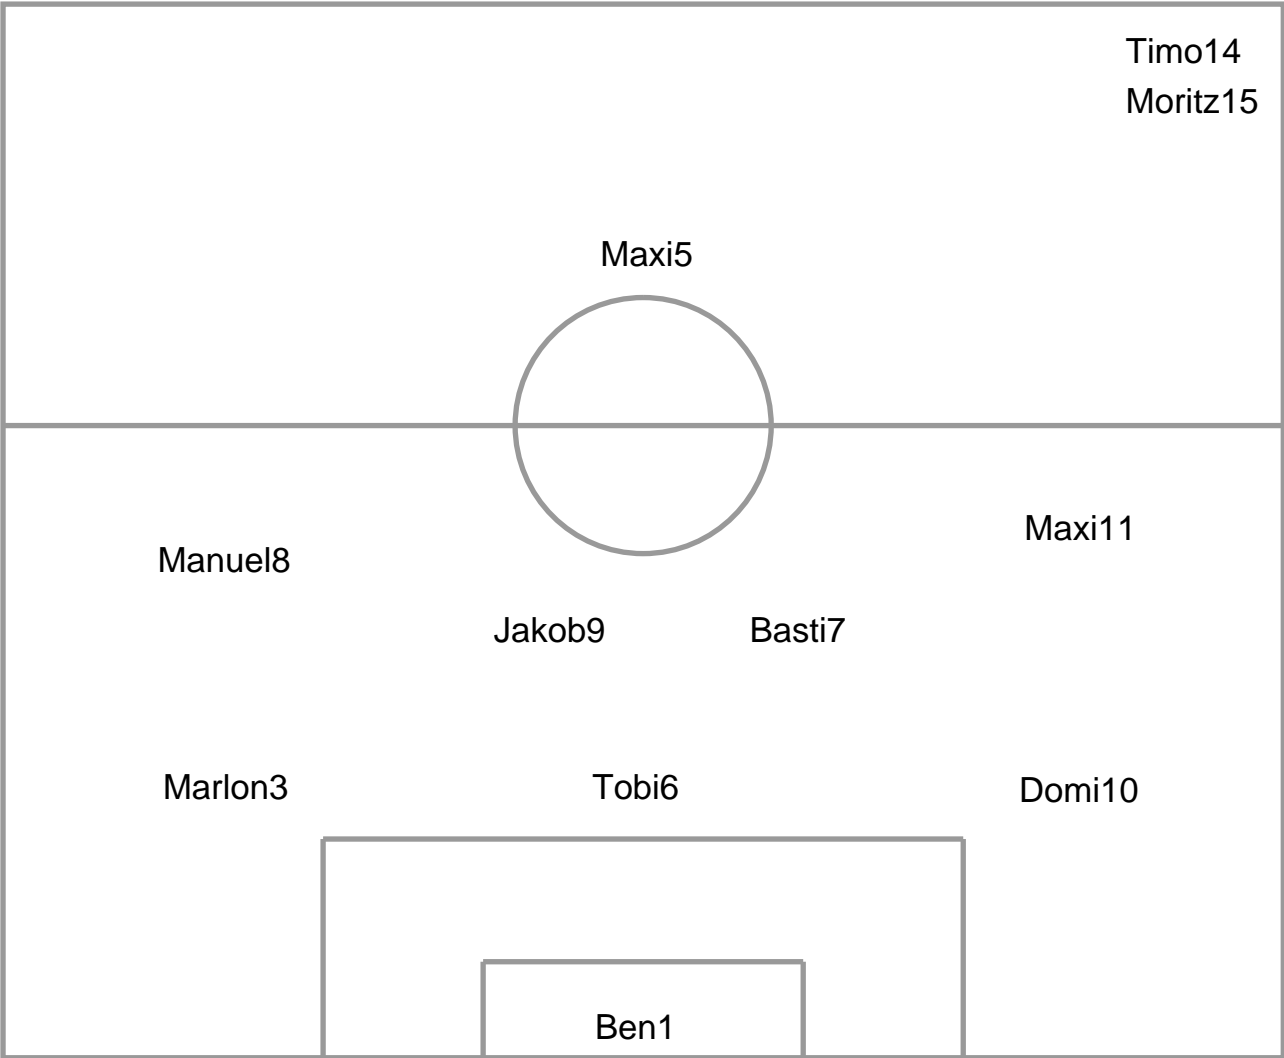 Timo14
Moritz15
Maxi5
Maxi11
Manuel8
Jakob9 Basti7
Marlon3 Tobi6 Domi10
Ben1